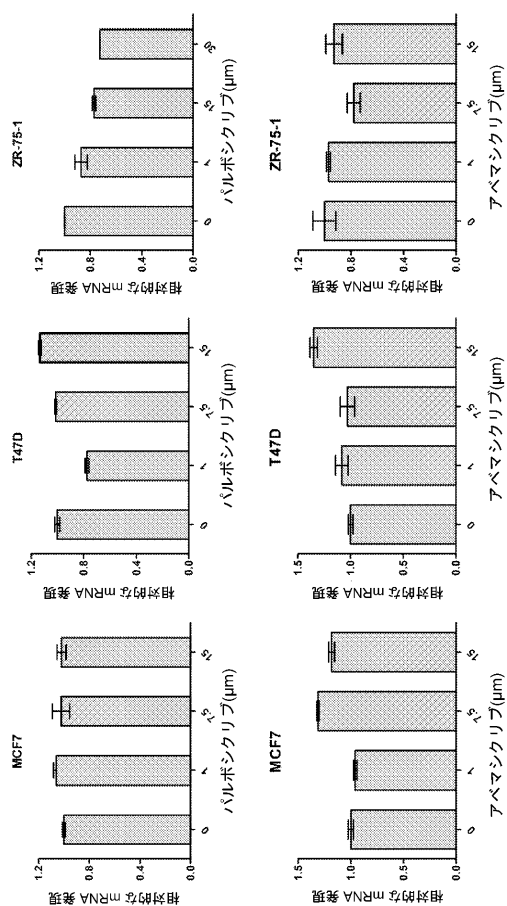 MCF7
相対的な mRNA 発現
1.2
0.8
0.4
0.0
0 1 7.5 15
パルボシクリブ(μm)
T47D
相対的な mRNA 発現
1.2
0.8
0.4
0.0
0 1 7.5 15
パルボシクリブ(μm)
ZR-75-1
相対的な mRNA 発現
1.2
0.8
0.4
0.0
0 1 15 30
パルボシクリブ(μm)
MCF7
相対的な mRNA 発現
1.5
1.0
0.5
0.0
0 1 7.5 15
アベマシクリブ(μm)
T47D
相対的な mRNA 発現
1.5
1.0
0.5
0.0
0 1 7.5 15
アベマシクリブ(μm)
ZR-75-1
相対的な mRNA 発現
1.2
0.9
0.6
0.3
0.0
0 1 7.5 15
アベマシクリブ(μm)